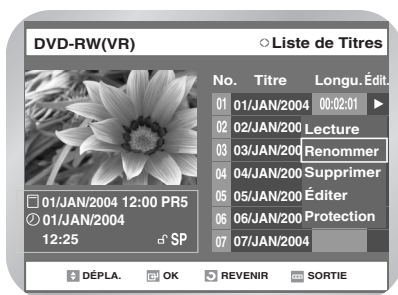 DVD-RW(VR) Liste de Titres
No. Titre Longu. Édit.
01 01/JAN/2004 00:02:01 ►
02 02/JAN/200 Lecture
03 03/JAN/200 Renommer
04 04/JAN/200 Supprimer
05 05/JAN/200 Éditer
06 06/JAN/200 Protection
07 07/JAN/2004
01/JAN/2004 12:00 PR5
01/JAN/2004
12:25 SP
DÉPLA. OK REVENIR SORTIE